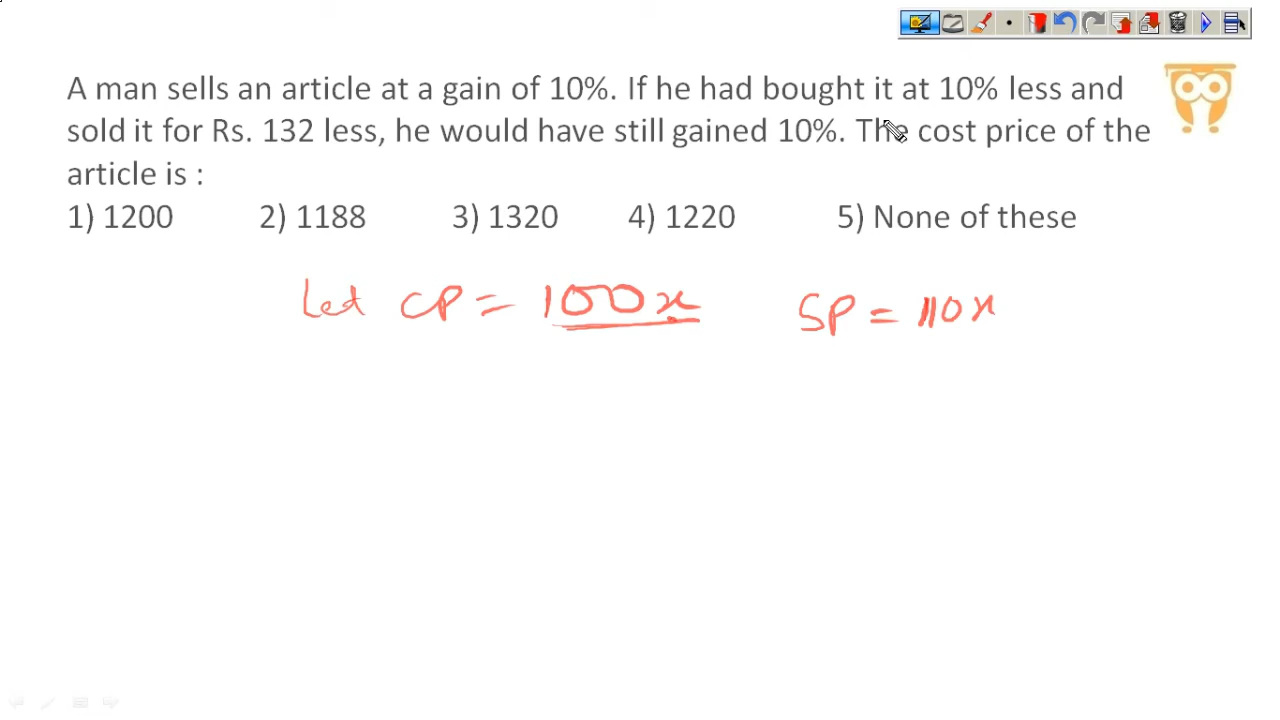 A man sells an article at a gain of 10%. If he had bought it at 10% less and
sold it for Rs. 132 less, he would have still gained 10%. The cost price of the
article is :
1) 1200 2) 1188 3) 1320 4) 1220 5) None of these
Let CP = 100x SP = 110x